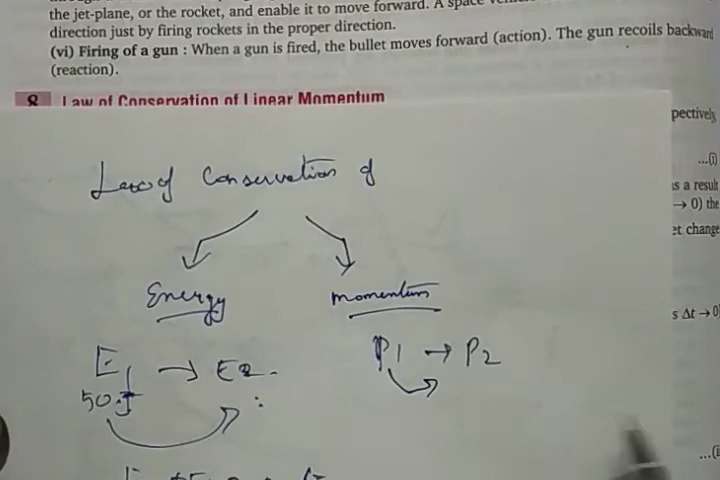 the jet-plane, or the rocket, and enable it to move forward. A space
direction just by firing rockets in the proper direction.
(vi) Firing of a gun : When a gun is fired, the bullet moves forward (action). The gun recoils backward
(reaction).
8 Law of Conservation of Linear Momentum
pectively,
...(i)
is a result
→ 0) the
et change
s Δt → 0
...(i
Law of Conservation of
Energy momentum
E1 → E2. P1 → P2
50J